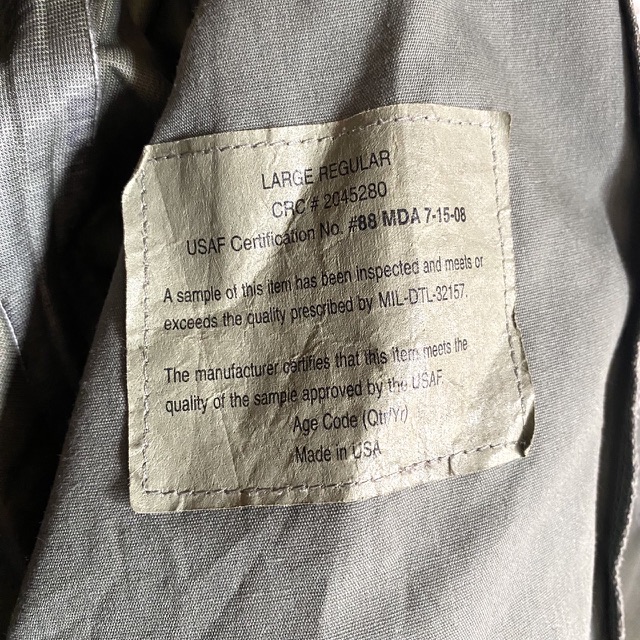 LARGE REGULAR
CRC # 2045280
USAF Certification No. #88 MDA 7-15-08
A sample of this item has been inspected and meets or
exceeds the quality prescribed by MIL-DTL-32157.
The manufacturer certifies that this item meets the
quality of the sample approved by the USAF.
Age Code (Qtr/Yr)
Made in USA